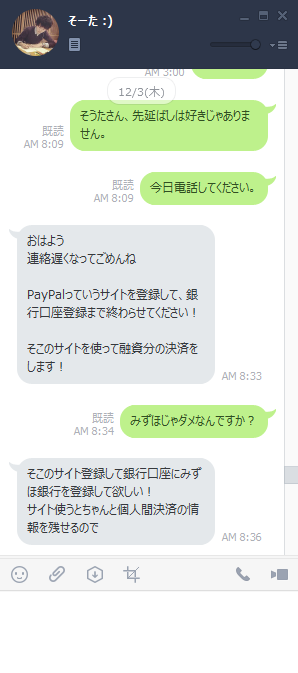 そーた :)
AM 3:00
12/3(木)
そうたさん、先延ばしは好きじゃありま
せん。
既読
AM 8:09
今日電話してください。
既読
AM 8:09
おはよう
連絡遅くなってごめんね
PayPalっていうサイトを登録して、銀
行口座登録まで終わらせてください！
そこのサイトを使って融資分の決済を
します！
AM 8:33
みずほじゃダメなんですか？
既読
AM 8:34
そこのサイト登録して銀行口座にみず
ほ銀行を登録して欲しい！
サイト使うとちゃんと個人間決済の情
報を残せるので
AM 8:36